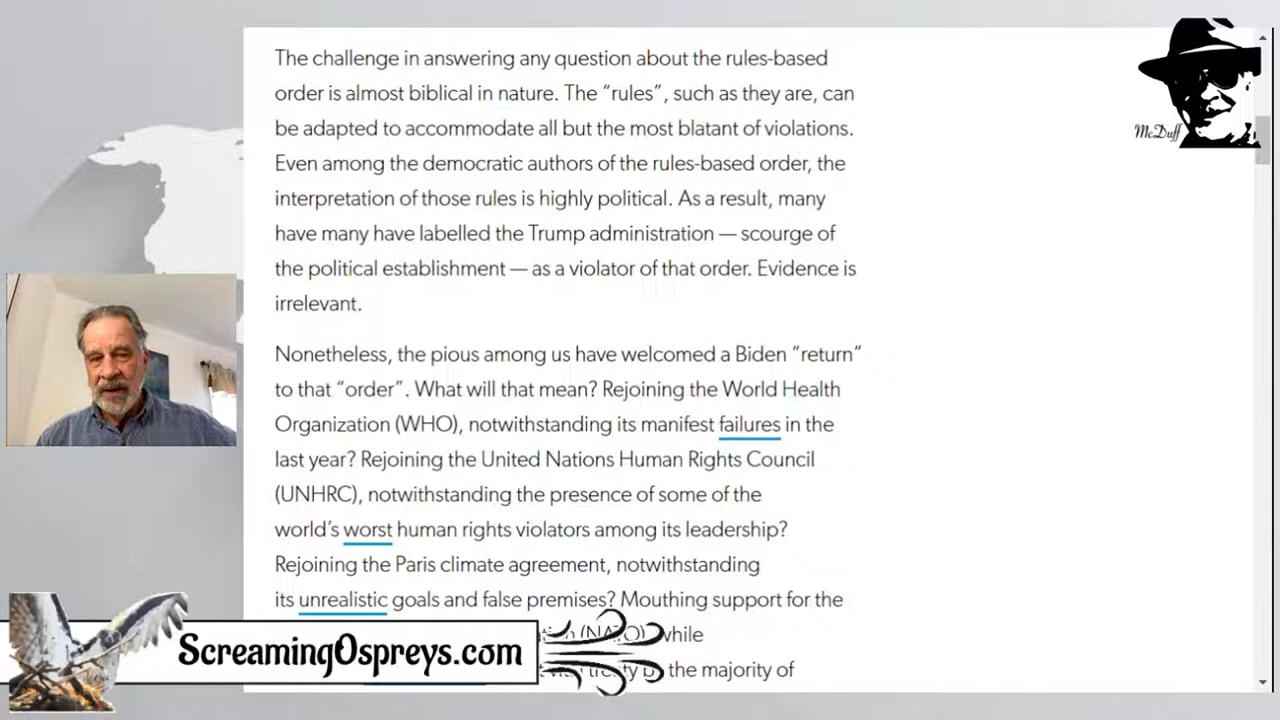 The challenge in answering any question about the rules-based
order is almost biblical in nature. The “rules”, such as they are, can
be adapted to accommodate all but the most blatant of violations.
Even among the democratic authors of the rules-based order, the
interpretation of those rules is highly political. As a result, many
have many have labelled the Trump administration — scourge of
the political establishment — as a violator of that order. Evidence is
irrelevant.
Nonetheless, the pious among us have welcomed a Biden “return”
to that “order”. What will that mean? Rejoining the World Health
Organization (WHO), notwithstanding its manifest failures in the
last year? Rejoining the United Nations Human Rights Council
(UNHRC), notwithstanding the presence of some of the
world’s worst human rights violators among its leadership?
Rejoining the Paris climate agreement, notwithstanding
its unrealistic goals and false premises? Mouthing support for the
(NATO) while
the majority of
McDuff
ScreamingOspreys.com